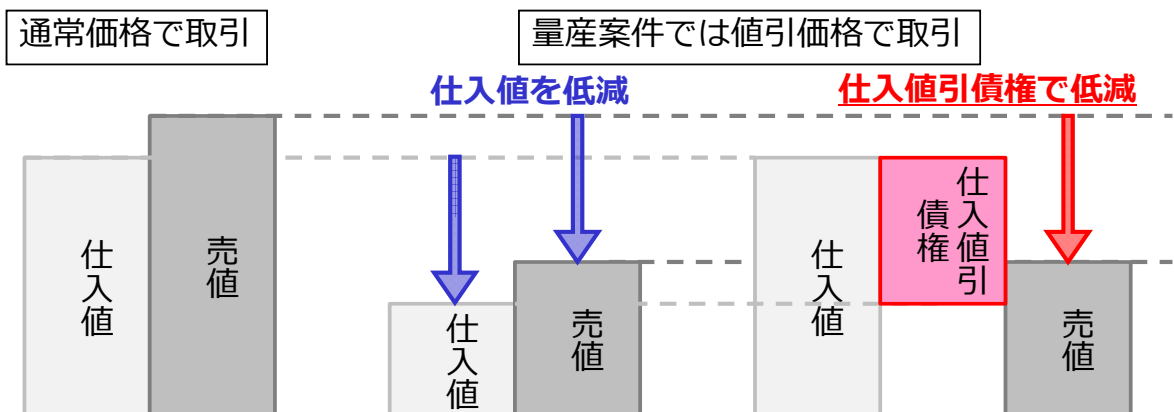 通常価格で取引
量産案件では値引価格で取引
仕入値を低減
仕入値引債権で低減
仕入値
売値
仕入値
売値
仕入値
仕入値引
債権
売値